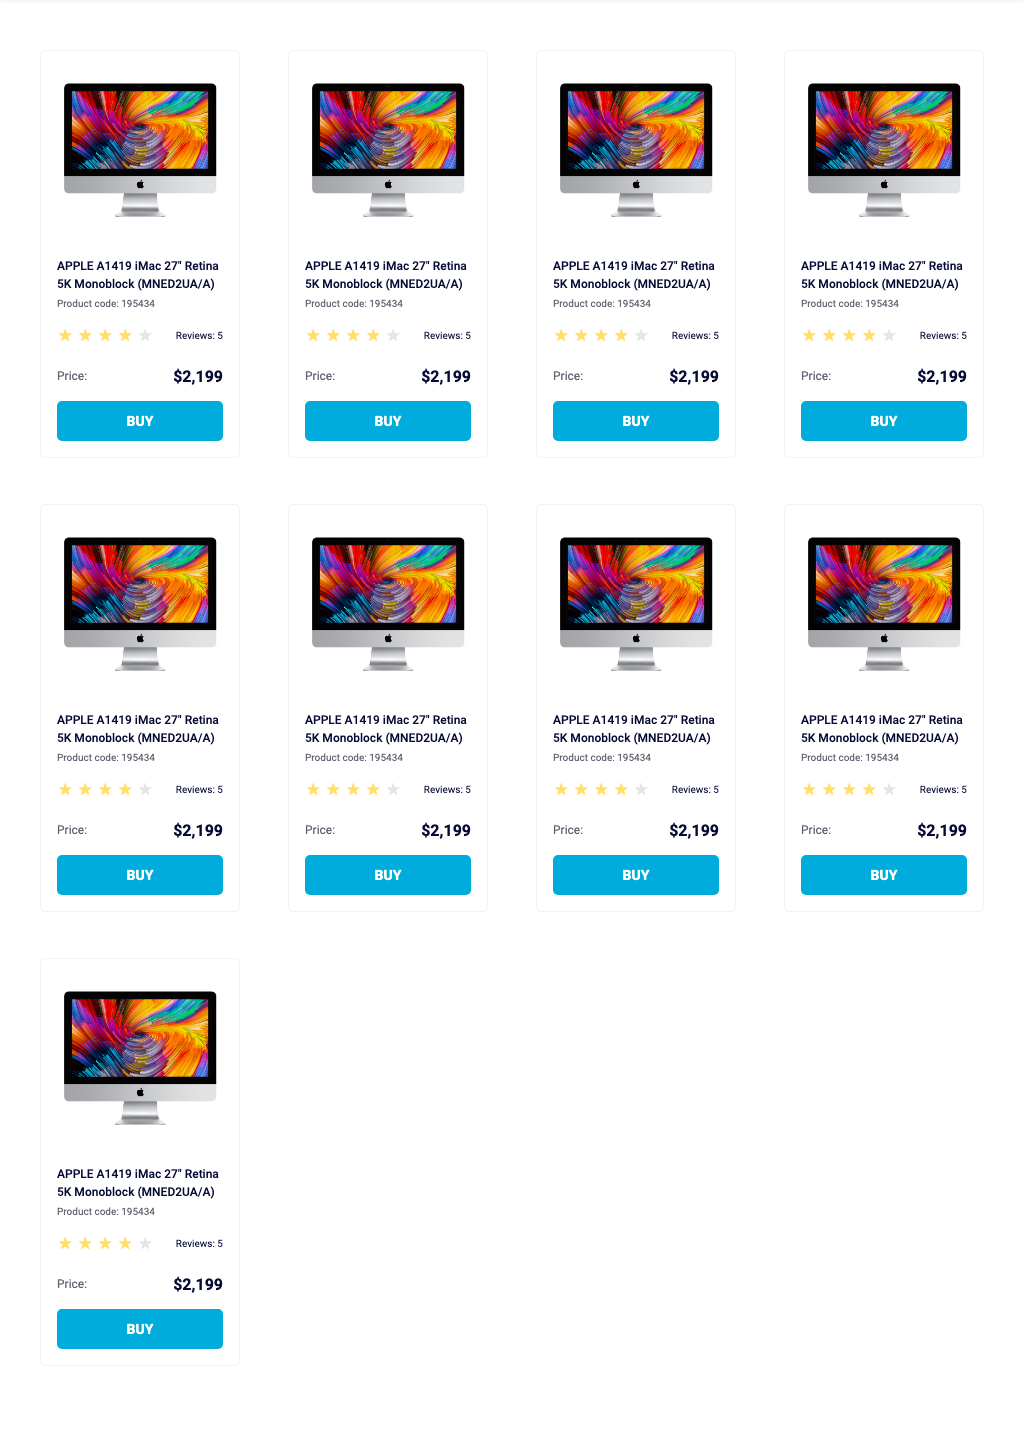 APPLE A1419 iMac 27" Retina
5K Monoblock (MNED2UA/A)
Product code: 195434
Reviews: 5
Price: $2,199
BUY
APPLE A1419 iMac 27" Retina
5K Monoblock (MNED2UA/A)
Product code: 195434
Reviews: 5
Price: $2,199
BUY
APPLE A1419 iMac 27" Retina
5K Monoblock (MNED2UA/A)
Product code: 195434
Reviews: 5
Price: $2,199
BUY
APPLE A1419 iMac 27" Retina
5K Monoblock (MNED2UA/A)
Product code: 195434
Reviews: 5
Price: $2,199
BUY
APPLE A1419 iMac 27" Retina
5K Monoblock (MNED2UA/A)
Product code: 195434
Reviews: 5
Price: $2,199
BUY
APPLE A1419 iMac 27" Retina
5K Monoblock (MNED2UA/A)
Product code: 195434
Reviews: 5
Price: $2,199
BUY
APPLE A1419 iMac 27" Retina
5K Monoblock (MNED2UA/A)
Product code: 195434
Reviews: 5
Price: $2,199
BUY
APPLE A1419 iMac 27" Retina
5K Monoblock (MNED2UA/A)
Product code: 195434
Reviews: 5
Price: $2,199
BUY
APPLE A1419 iMac 27" Retina
5K Monoblock (MNED2UA/A)
Product code: 195434
Reviews: 5
Price: $2,199
BUY